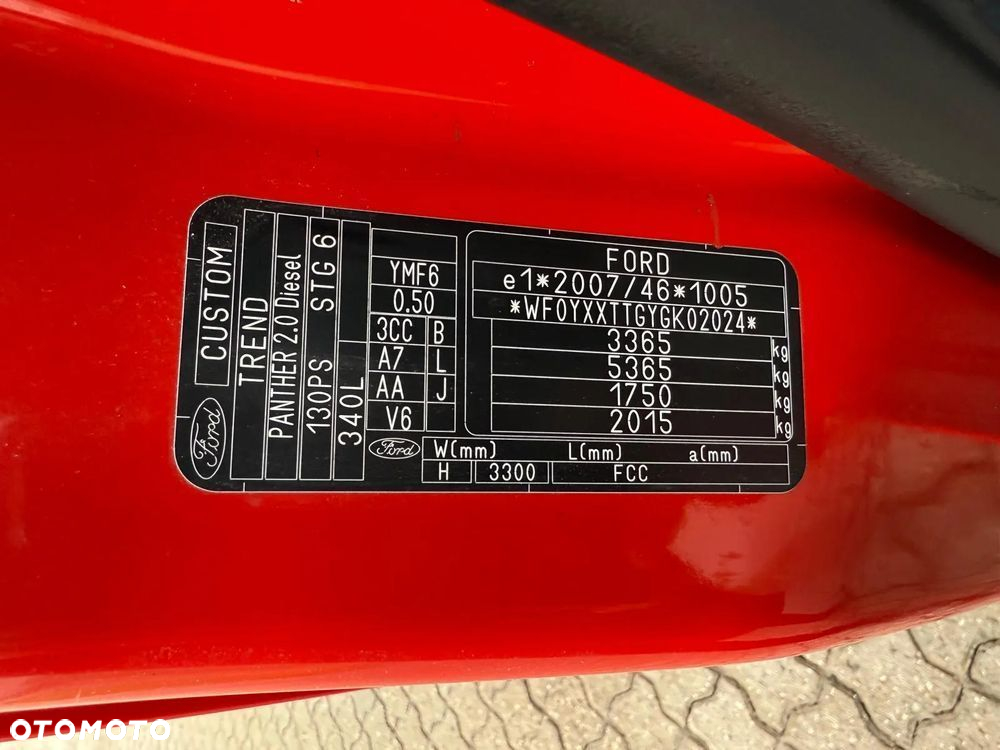 Ford
CUSTOM
TREND
PANTHER 2.0 Diesel
130PS STG 6
340L
YMF6
0.50
3CC B
A7 L
AA J
V6
FORD
e1*2007/46*1005
*WF0YXXTTGYGK02024*
3365 kg
5365 kg
1750 kg
2015 kg
Ford W(mm) L(mm) a(mm)
H 3300 FCC
OTOMOTO